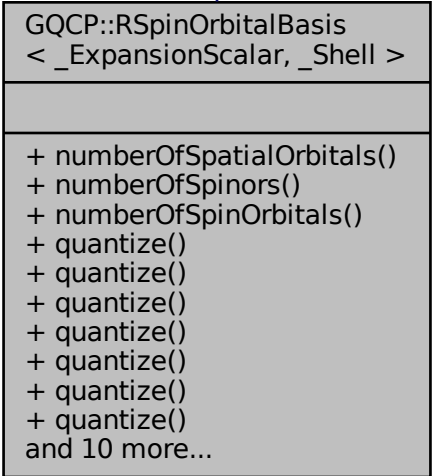 GQCP::RSpinOrbitalBasis
< _ExpansionScalar, _Shell >
+ numberOfSpatialOrbitals()
+ numberOfSpinors()
+ numberOfSpinOrbitals()
+ quantize()
+ quantize()
+ quantize()
+ quantize()
+ quantize()
+ quantize()
+ quantize()
and 10 more...